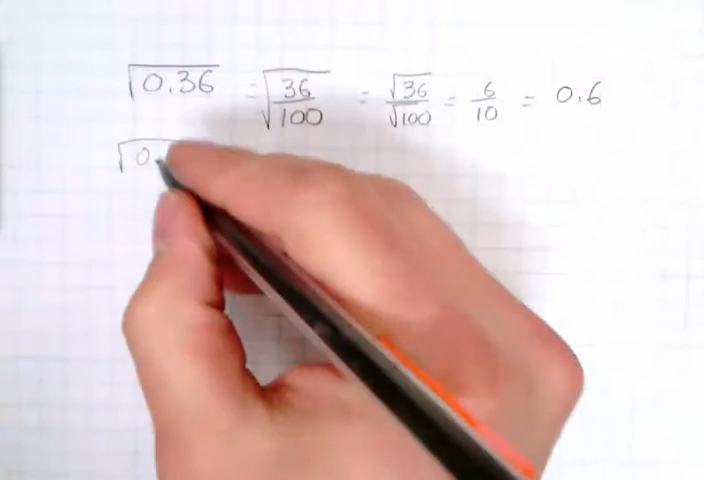 √0.36 = √36/100 = √36/√100 = 6/10 = 0.6
√0.